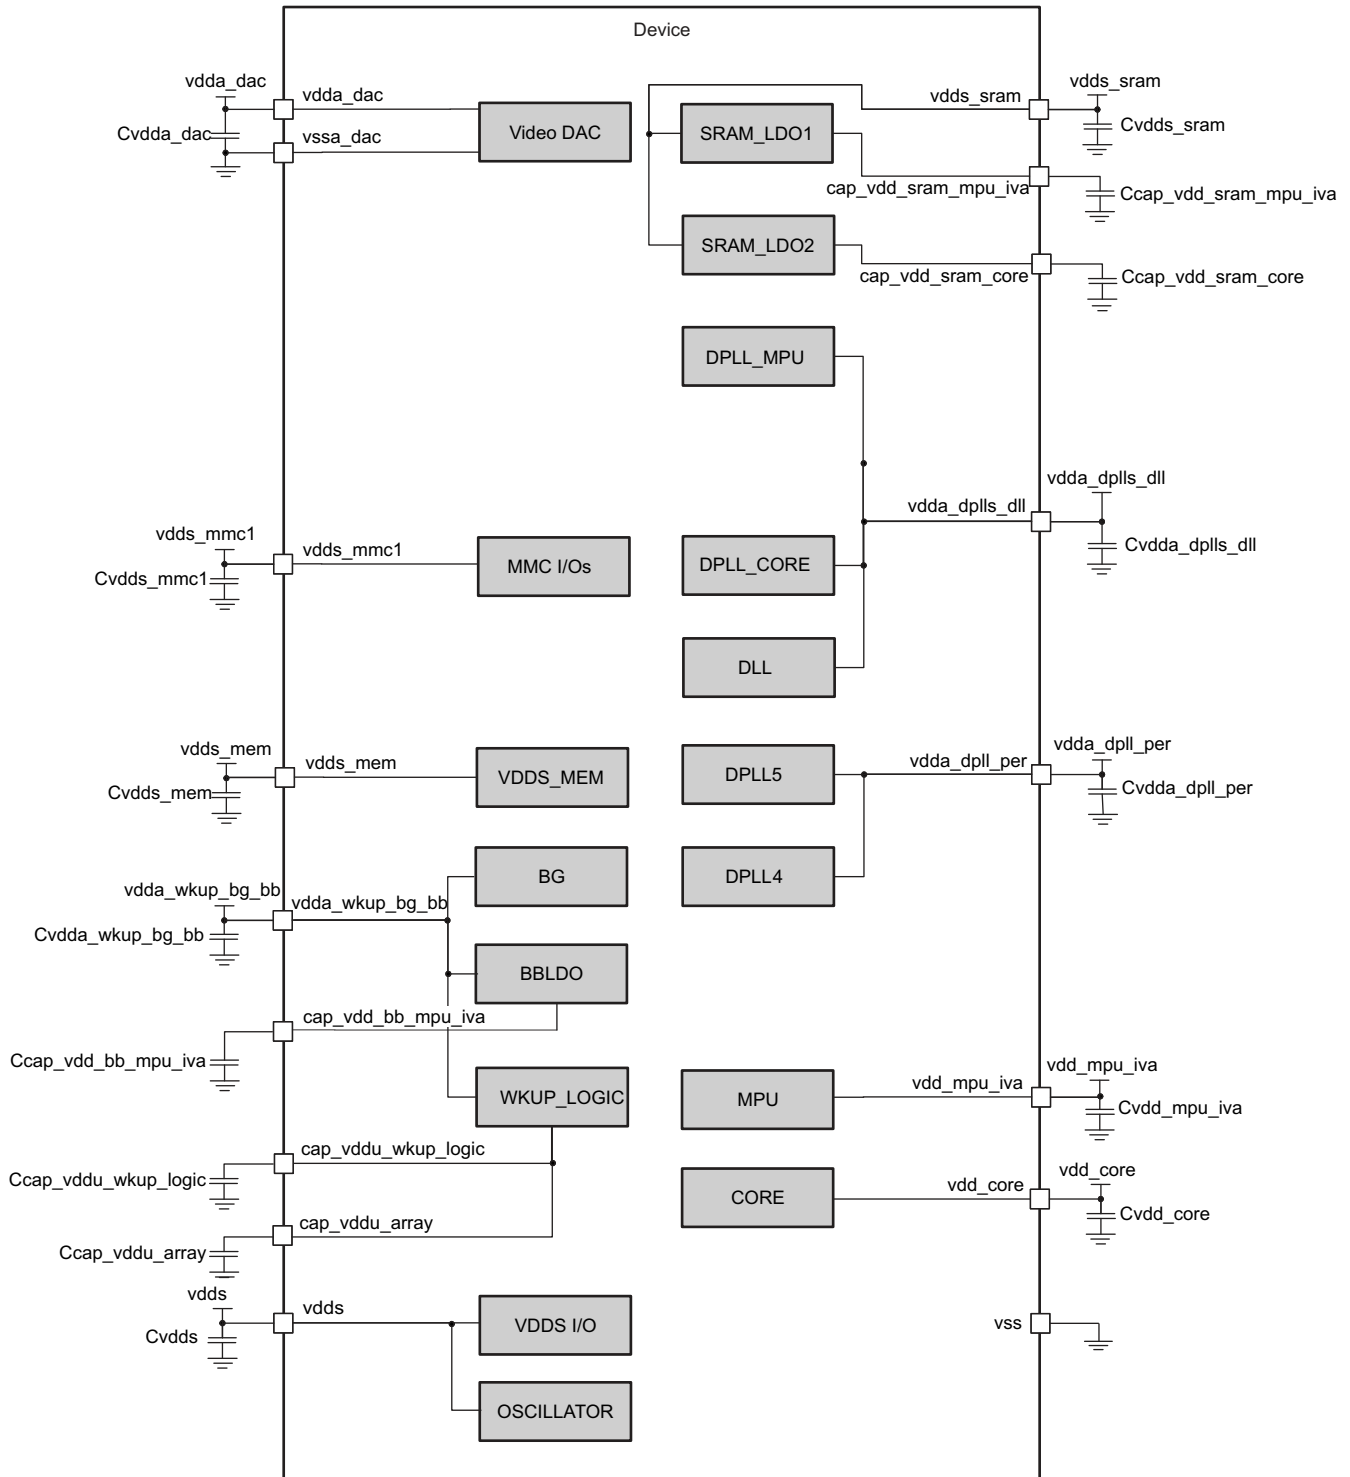 Device
vdda_dac
vdda_dac
Cvdda_dac
vssa_dac
Video DAC
SRAM_LDO1
vdds_sram
vdds_sram
Cvdds_sram
cap_vdd_sram_mpu_iva
Ccap_vdd_sram_mpu_iva
SRAM_LDO2
cap_vdd_sram_core
Ccap_vdd_sram_core
DPLL_MPU
vdda_dplls_dll
vdda_dplls_dll
Cvdda_dplls_dll
vdds_mmc1
vdds_mmc1
Cvdds_mmc1
MMC I/Os
DPLL_CORE
DLL
vdds_mem
vdds_mem
Cvdds_mem
VDDS_MEM
DPLL5
vdda_dpll_per
vdda_dpll_per
Cvdda_dpll_per
BG
DPLL4
vdda_wkup_bg_bb
vdda_wkup_bg_bb
Cvdda_wkup_bg_bb
BBLDO
cap_vdd_bb_mpu_iva
Ccap_vdd_bb_mpu_iva
WKUP_LOGIC
MPU
vdd_mpu_iva
vdd_mpu_iva
Cvdd_mpu_iva
cap_vddu_wkup_logic
Ccap_vddu_wkup_logic
CORE
vdd_core
vdd_core
Cvdd_core
cap_vddu_array
Ccap_vddu_array
vdds
vdds
Cvdds
VDDS I/O
vss
OSCILLATOR